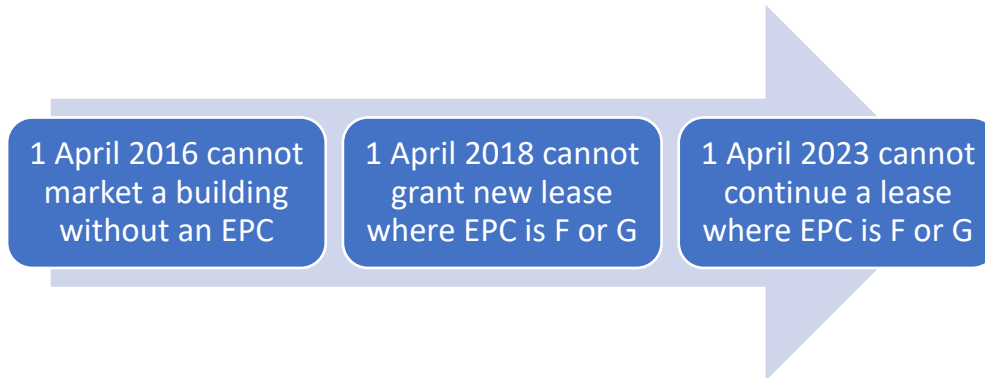 1 April 2016 cannot
market a building
without an EPC
1 April 2018 cannot
grant new lease
where EPC is F or G
1 April 2023 cannot
continue a lease
where EPC is F or G